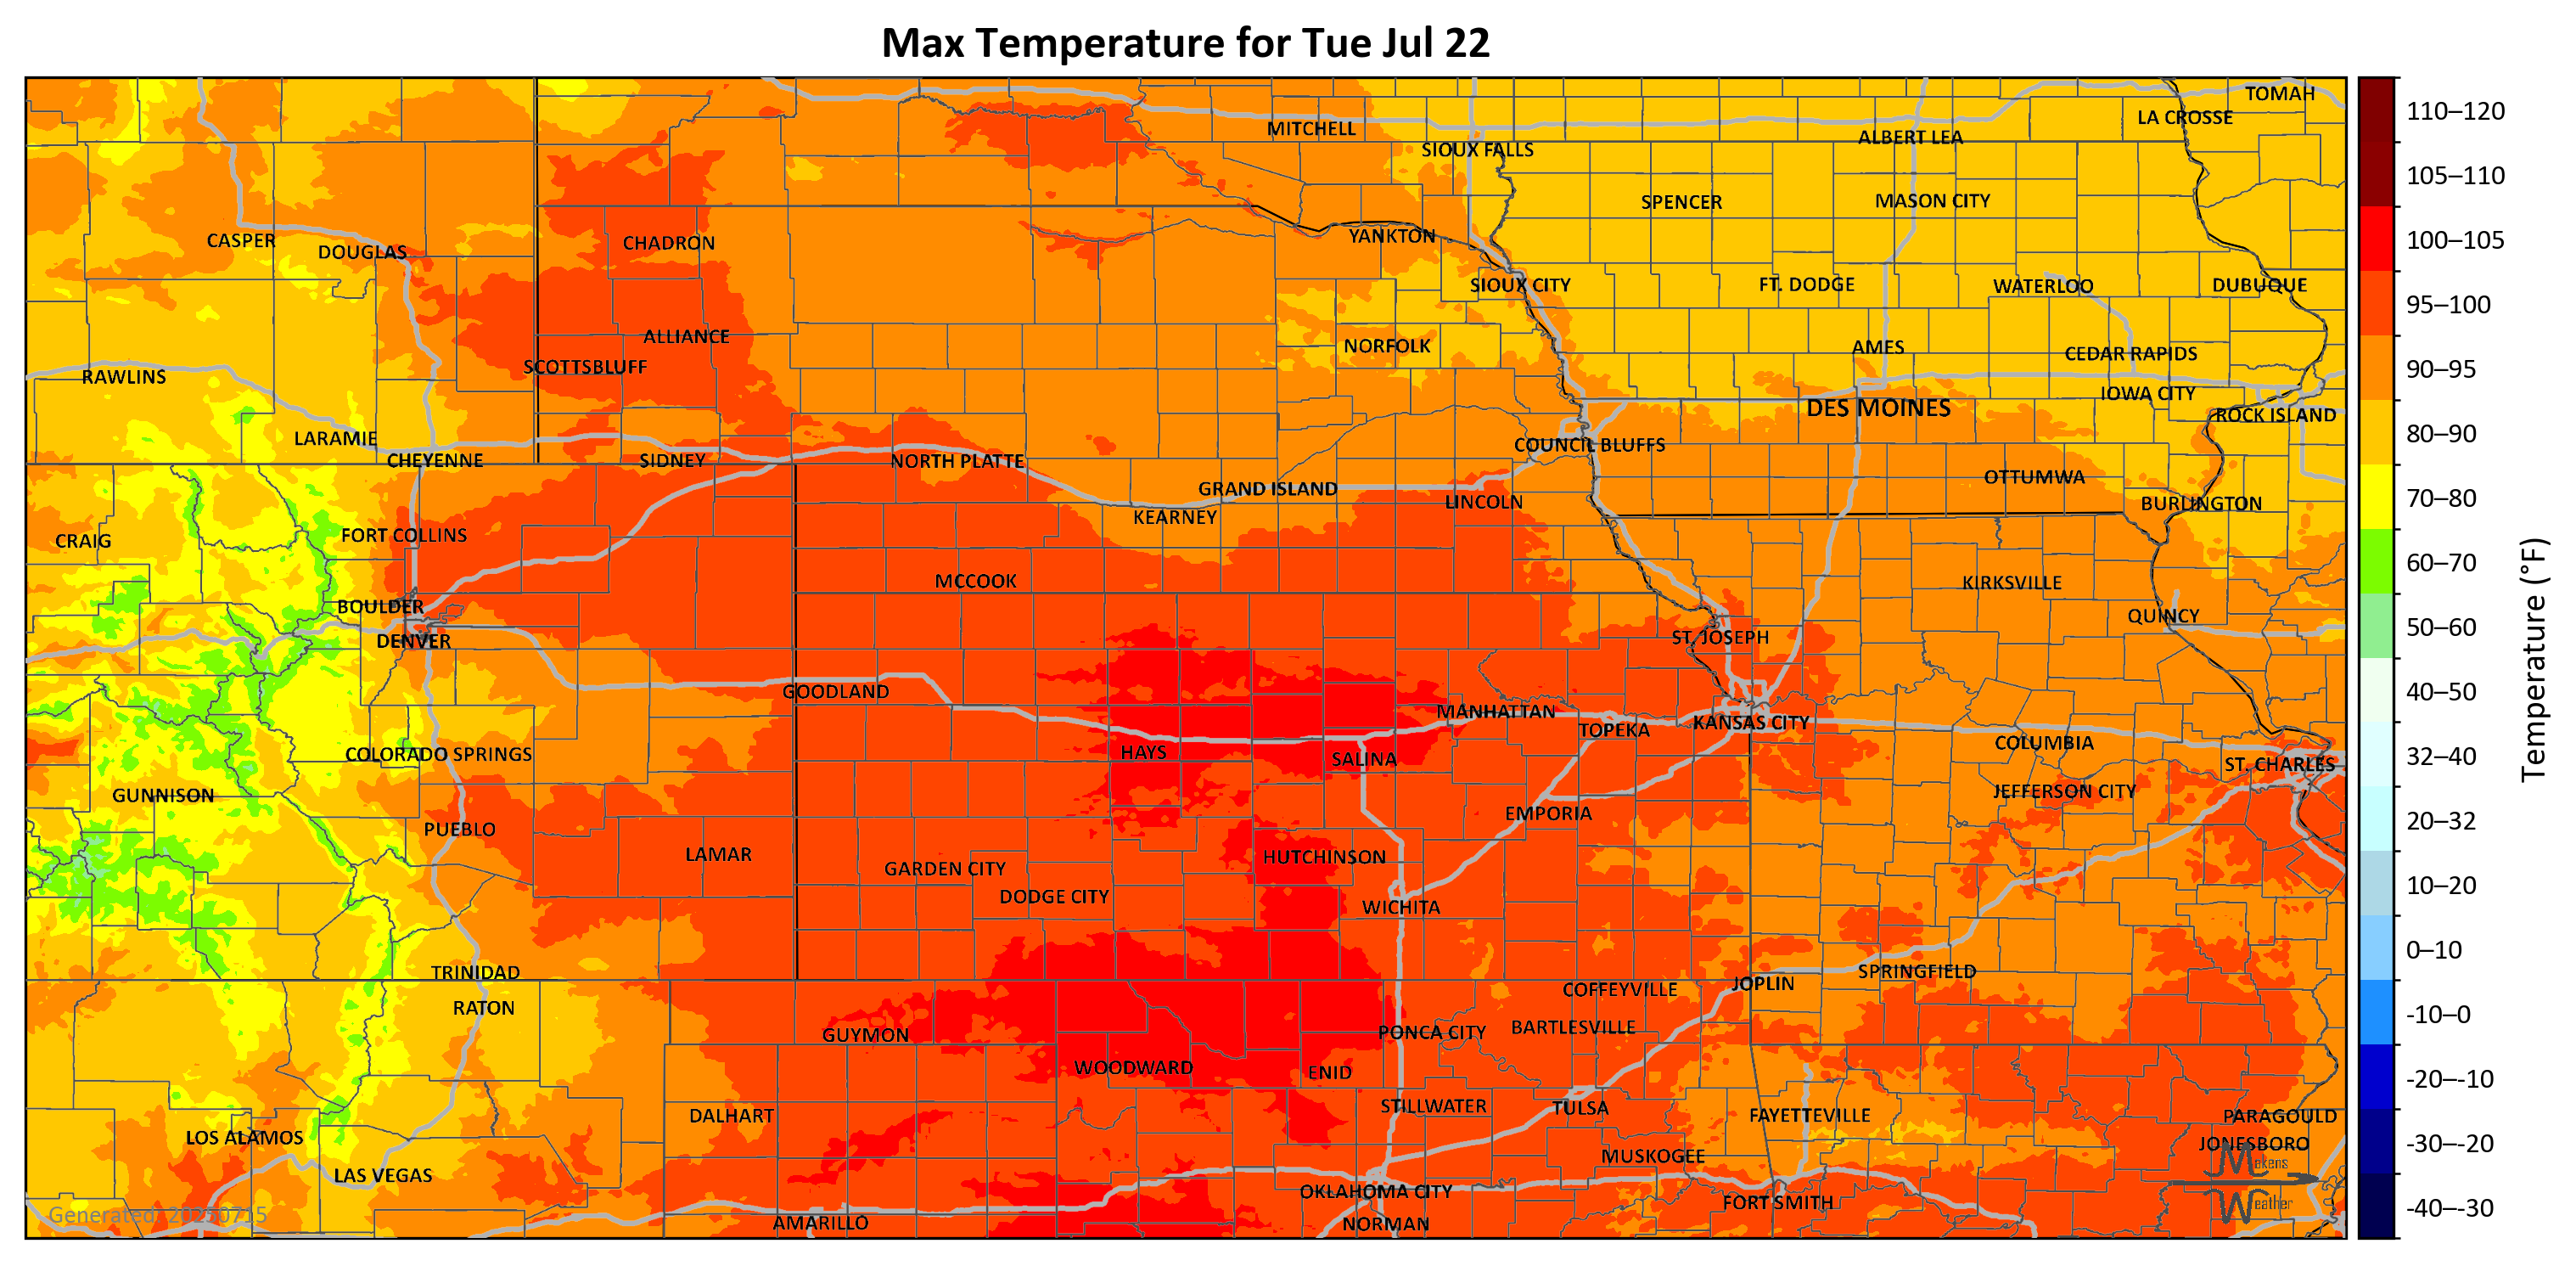 Max Temperature for Tue Jul 22
TOMAH
LA CROSSE
MITCHELL
ALBERT LEA
SIOUX FALLS
SPENCER
MASON CITY
CASPER
DOUGLAS
CHADRON
YANKTON
SIOUX CITY
FT. DODGE
WATERLOO
DUBUQUE
ALLIANCE
NORFOLK
AMES
CEDAR RAPIDS
SCOTTSBLUFF
RAWLINS
IOWA CITY
DES MOINES
ROCK ISLAND
LARAMIE
COUNCIL BLUFFS
CHEYENNE
SIDNEY
NORTH PLATTE
OTTUMWA
GRAND ISLAND
LINCOLN
BURLINGTON
KEARNEY
FORT COLLINS
CRAIG
MCCOOK
KIRKSVILLE
BOULDER
QUINCY
DENVER
ST. JOSEPH
GOODLAND
MANHATTAN
KANSAS CITY
TOPEKA
COLUMBIA
COLORADO SPRINGS
HAYS
SALINA
ST. CHARLES
GUNNISON
JEFFERSON CITY
EMPORIA
PUEBLO
LAMAR
HUTCHINSON
GARDEN CITY
DODGE CITY
WICHITA
TRINIDAD
SPRINGFIELD
JOPLIN
COFFEYVILLE
RATON
GUYMON
PONCA CITY
BARTLESVILLE
WOODWARD
ENID
STILLWATER
TULSA
DALHART
FAYETTEVILLE
PARAGOULD
LOS ALAMOS
JONESBORO
MUSKOGEE
LAS VEGAS
OKLAHOMA CITY
FORT SMITH
AMARILLO
NORMAN
Generated: 20250715
Mekens
Weather
110–120
105–110
100–105
95–100
90–95
80–90
70–80
60–70
50–60
40–50
32–40
20–32
10–20
0–10
-10–0
-20–-10
-30–-20
-40–-30
Temperature (°F)